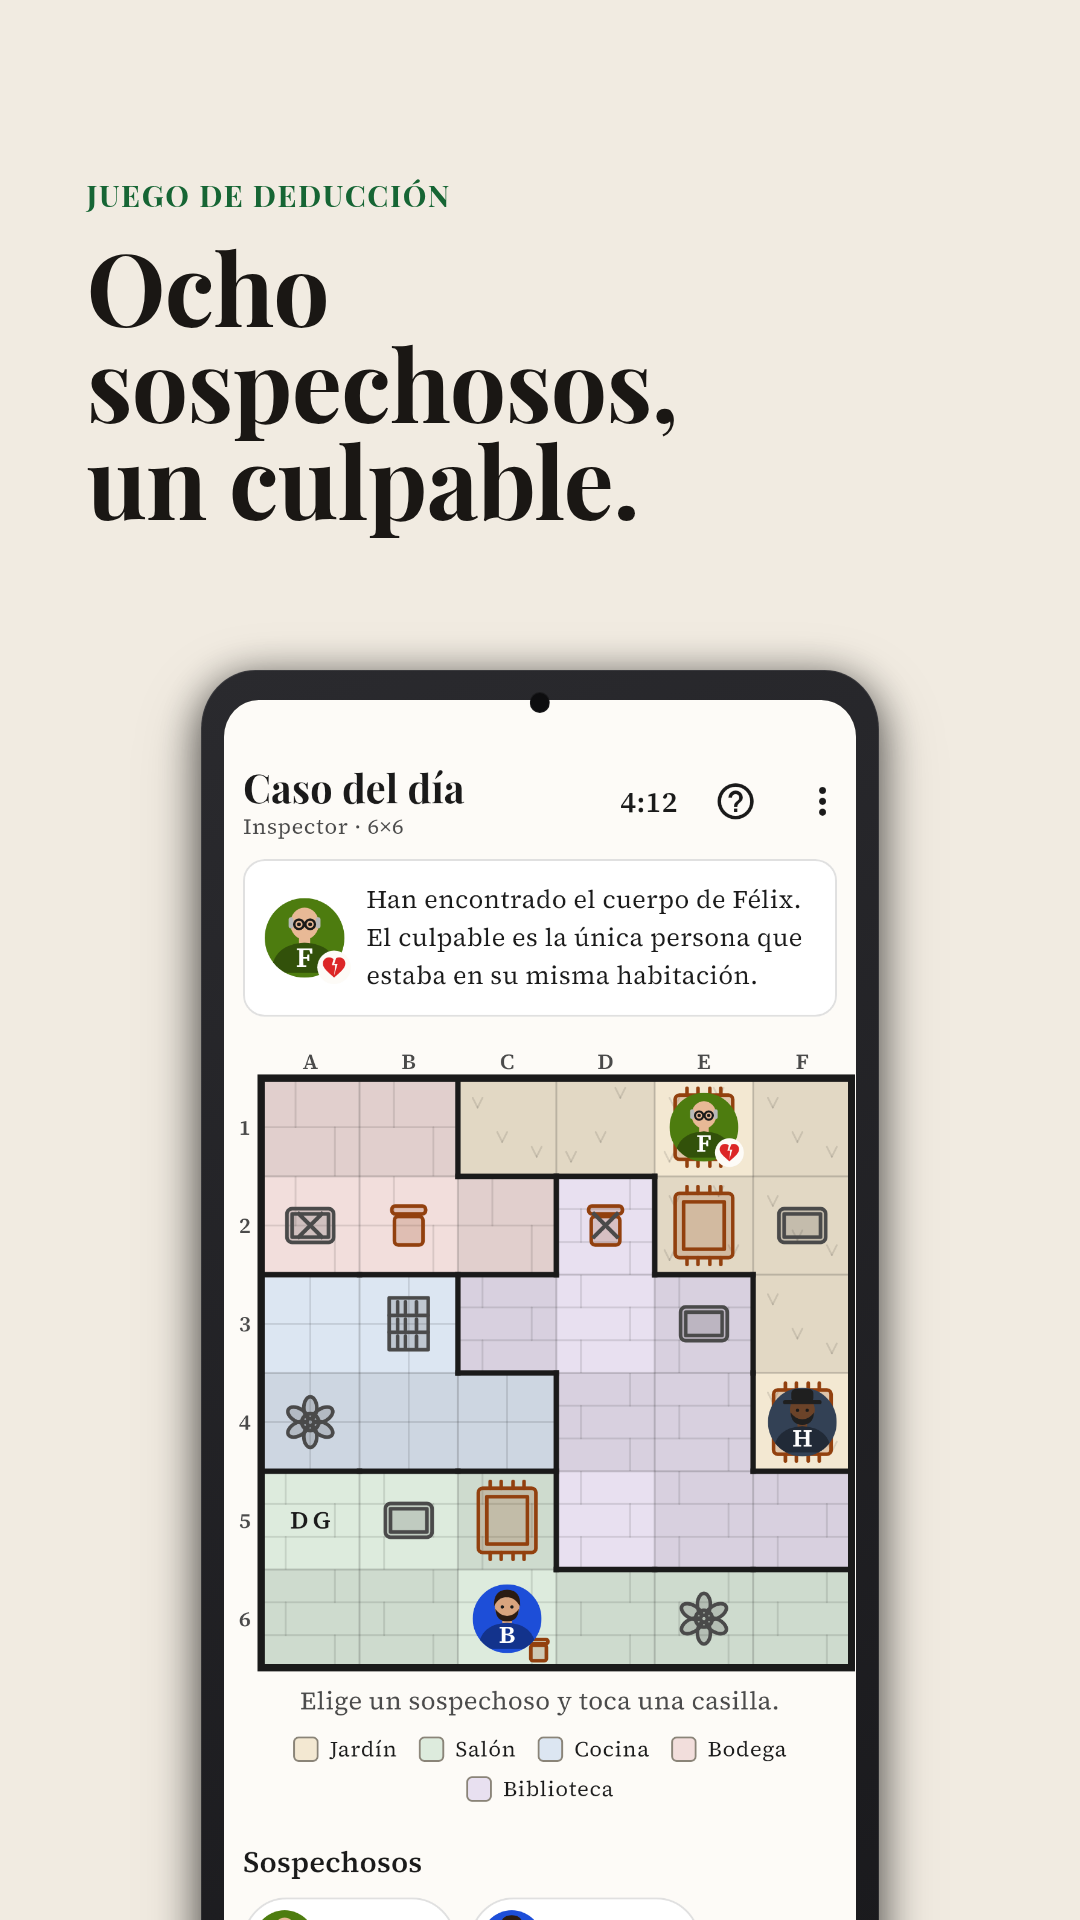 JUEGO DE DEDUCCIÓN
Ocho
sospechosos,
un culpable.
Caso del día
4:12
Inspector · 6×6
Han encontrado el cuerpo de Félix.
El culpable es la única persona que
estaba en su misma habitación.
F
A B C D E F
1
F
2
3
4
H
5
D G
6
B
Elige un sospechoso y toca una casilla.
Jardín Salón Cocina Bodega
Biblioteca
Sospechosos